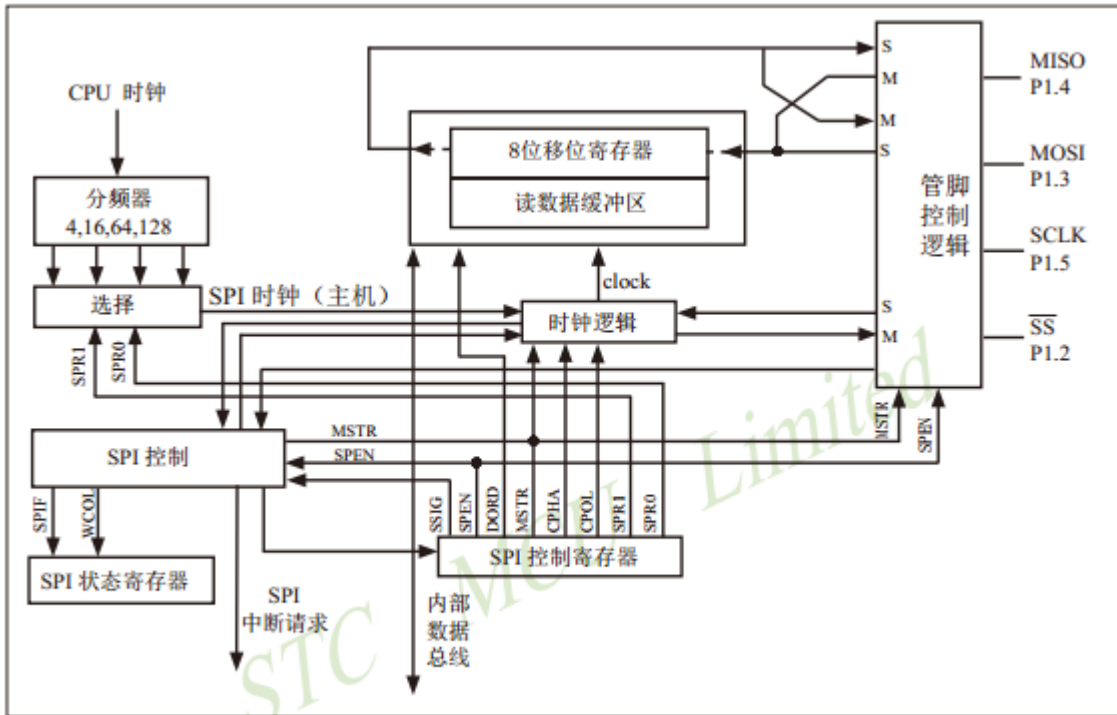 CPU 时钟
分频器
4,16,64,128
选择
SPI 时钟（主机）
SPR1
SPR0
8位移位寄存器
读数据缓冲区
clock
时钟逻辑
S
M
M
S
S
M
管脚
控制
逻辑
MISO
P1.4
MOSI
P1.3
SCLK
P1.5
SS
P1.2
MSTR
SPEN
SPI 控制
MSTR
SPEN
SPIF
WCOL
SPI 状态寄存器
SPI
中断请求
SSIG
SPEN
DORD
MSTR
CPHA
CPOL
SPR1
SPR0
SPI 控制寄存器
内部
数据
总线
STC MCU Limited